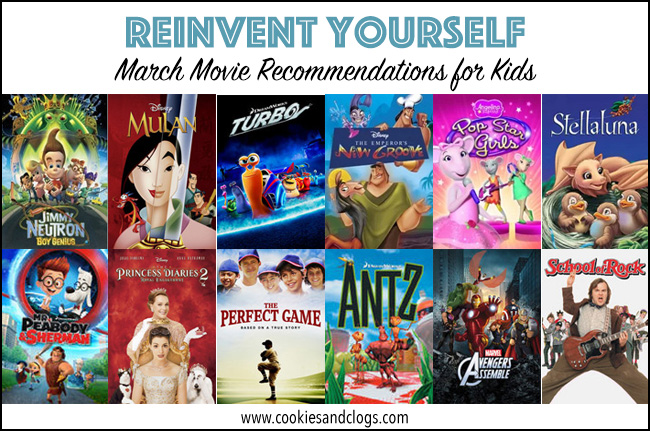 REINVENT YOURSELF
March Movie Recommendations for Kids
JIMMY
NEUTRON
BOY GENIUS
Disney
MULAN
DREAMWORKS
TURBO
Disney
THE EMPEROR'S
NEW GROOVE
Angelina
Pop Star
Girls
Stellaluna
MR.
PEABODY
& SHERMAN
Disney
PRINCESS DIARIES 2
ROYAL ENGAGEMENT
THE
PERFECT GAME
BASED ON A TRUE STORY
ANTZ
MARVEL
AVENGERS
ASSEMBLE
SCHOOL of ROCK
www.cookiesandclogs.com